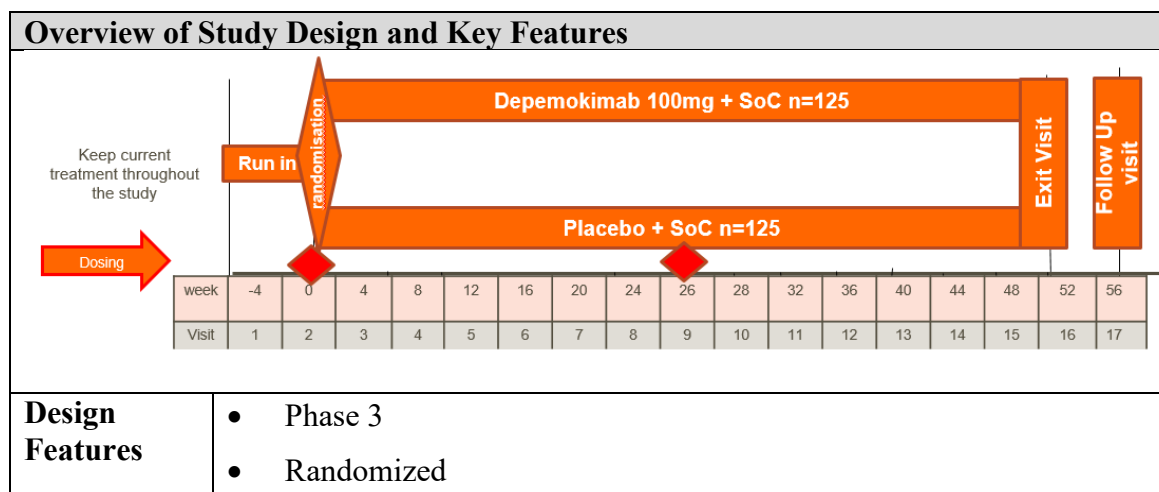 Overview of Study Design and Key Features
Depemokimab 100mg + SoC n=125
randomisation
Keep current
treatment throughout
the study
Run in
Exit Visit
Follow Up
visit
Placebo + SoC n=125
Dosing
week -4 0 4 8 12 16 20 24 26 28 32 36 40 44 48 52 56
Visit 1 2 3 4 5 6 7 8 9 10 11 12 13 14 15 16 17
Design
Features
• Phase 3
• Randomized